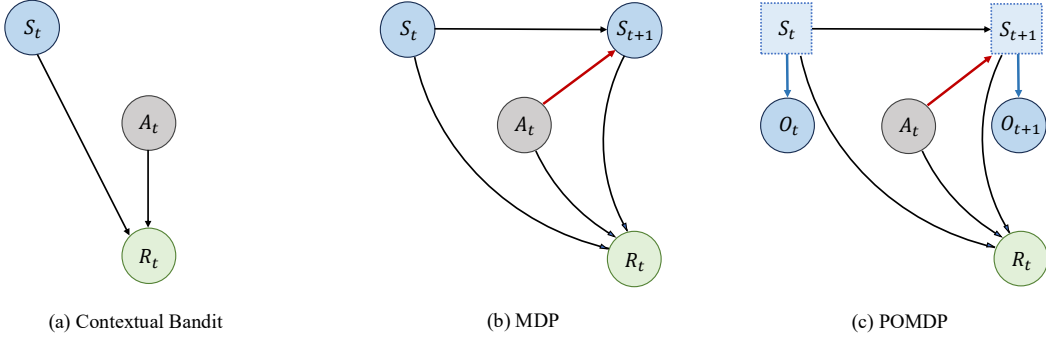 S_t
A_t
R_t
(a) Contextual Bandit
S_t
S_{t+1}
A_t
R_t
(b) MDP
S_t
S_{t+1}
O_t
A_t
O_{t+1}
R_t
(c) POMDP